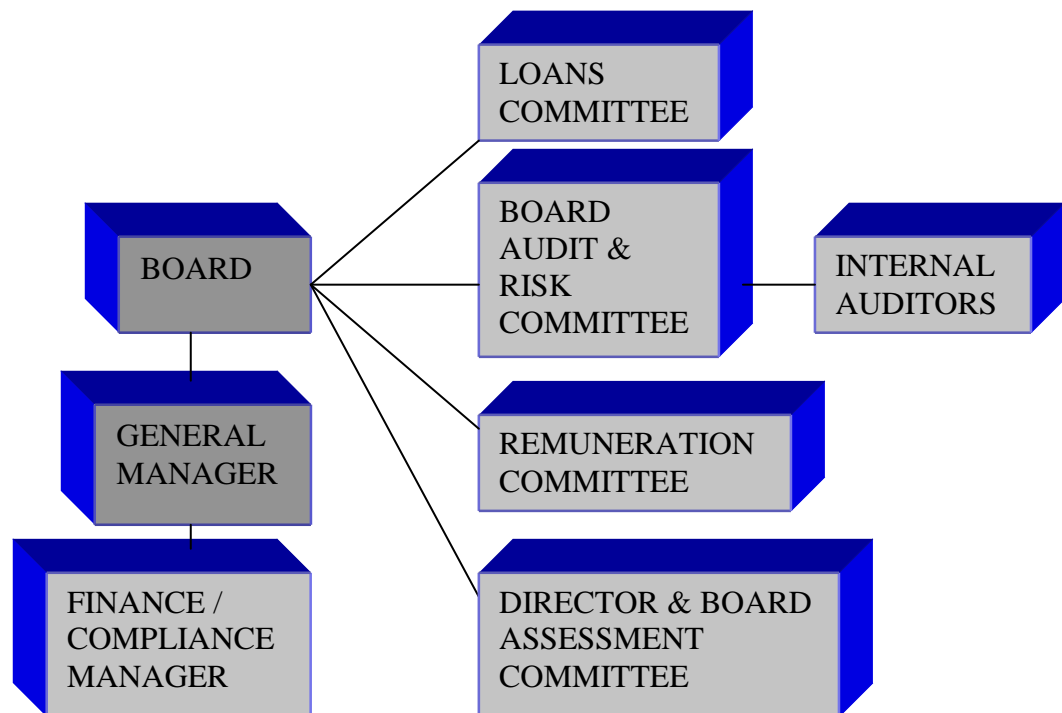 LOANS
COMMITTEE
BOARD
AUDIT &
RISK
COMMITTEE
INTERNAL
AUDITORS
BOARD
GENERAL
MANAGER
REMUNERATION
COMMITTEE
FINANCE /
COMPLIANCE
MANAGER
DIRECTOR & BOARD
ASSESSMENT
COMMITTEE